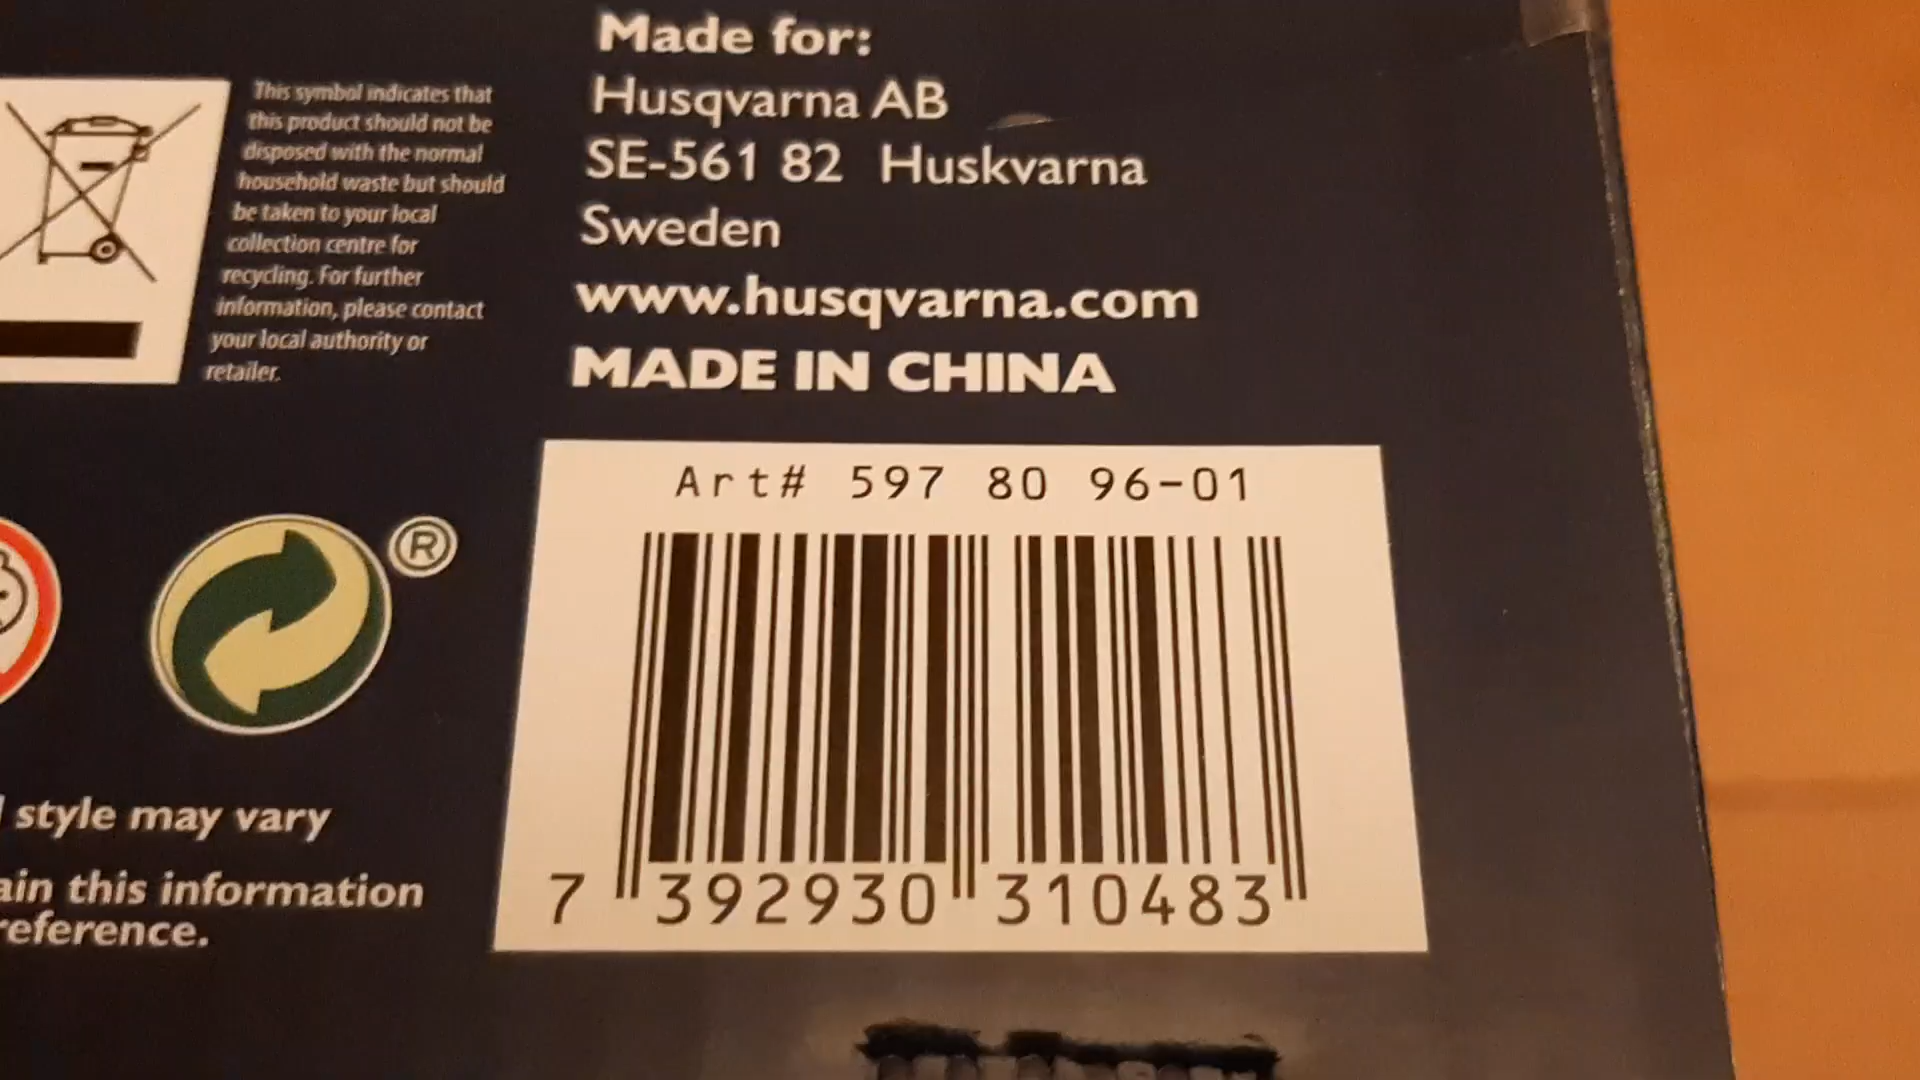 Made for:
Husqvarna AB
SE-561 82 Huskvarna
Sweden
www.husqvarna.com
MADE IN CHINA
This symbol indicates that
this product should not be
disposed with the normal
household waste but should
be taken to your local
collection centre for
recycling. For further
information, please contact
your local authority or
retailer.
Art# 597 80 96-01
7 392930 310483
®
style may vary
this information